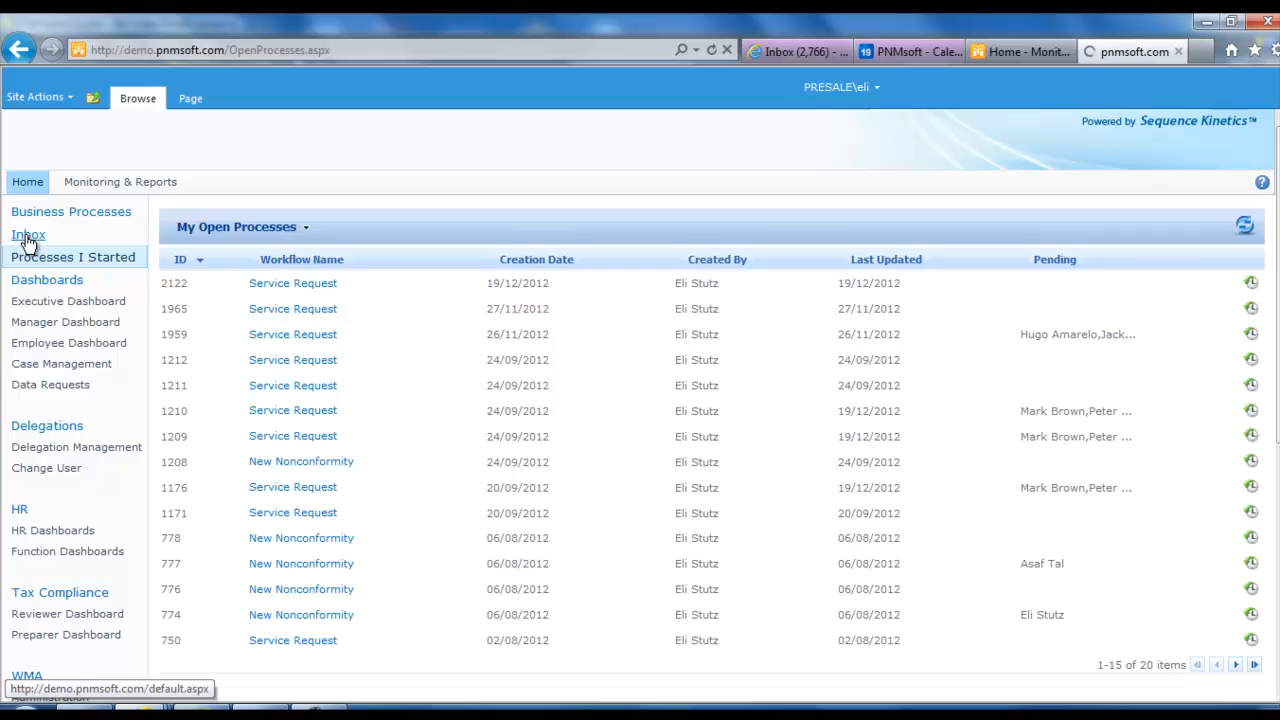 http://demo.pnmsoft.com/OpenProcesses.aspx
Inbox (2,766) - ...
19 PNMsoft - Cale...
Home - Monit...
pnmsoft.com
Site Actions
Browse
Page
PRESALE\eli
Powered by Sequence Kinetics™
Home
Monitoring & Reports
Business Processes
Inbox
Processes I Started
Dashboards
Executive Dashboard
Manager Dashboard
Employee Dashboard
Case Management
Data Requests
Delegations
Delegation Management
Change User
HR
HR Dashboards
Function Dashboards
Tax Compliance
Reviewer Dashboard
Preparer Dashboard
WMA
http://demo.pnmsoft.com/default.aspx
My Open Processes
ID Workflow Name Creation Date Created By Last Updated Pending
2122 Service Request 19/12/2012 Eli Stutz 19/12/2012
1965 Service Request 27/11/2012 Eli Stutz 27/11/2012
1959 Service Request 26/11/2012 Eli Stutz 26/11/2012 Hugo Amarelo,Jack...
1212 Service Request 24/09/2012 Eli Stutz 24/09/2012
1211 Service Request 24/09/2012 Eli Stutz 24/09/2012
1210 Service Request 24/09/2012 Eli Stutz 19/12/2012 Mark Brown,Peter ...
1209 Service Request 24/09/2012 Eli Stutz 19/12/2012 Mark Brown,Peter ...
1208 New Nonconformity 24/09/2012 Eli Stutz 24/09/2012
1176 Service Request 20/09/2012 Eli Stutz 19/12/2012 Mark Brown,Peter ...
1171 Service Request 20/09/2012 Eli Stutz 20/09/2012
778 New Nonconformity 06/08/2012 Eli Stutz 06/08/2012
777 New Nonconformity 06/08/2012 Eli Stutz 06/08/2012 Asaf Tal
776 New Nonconformity 06/08/2012 Eli Stutz 06/08/2012
774 New Nonconformity 06/08/2012 Eli Stutz 06/08/2012 Eli Stutz
750 Service Request 02/08/2012 Eli Stutz 02/08/2012
1-15 of 20 items